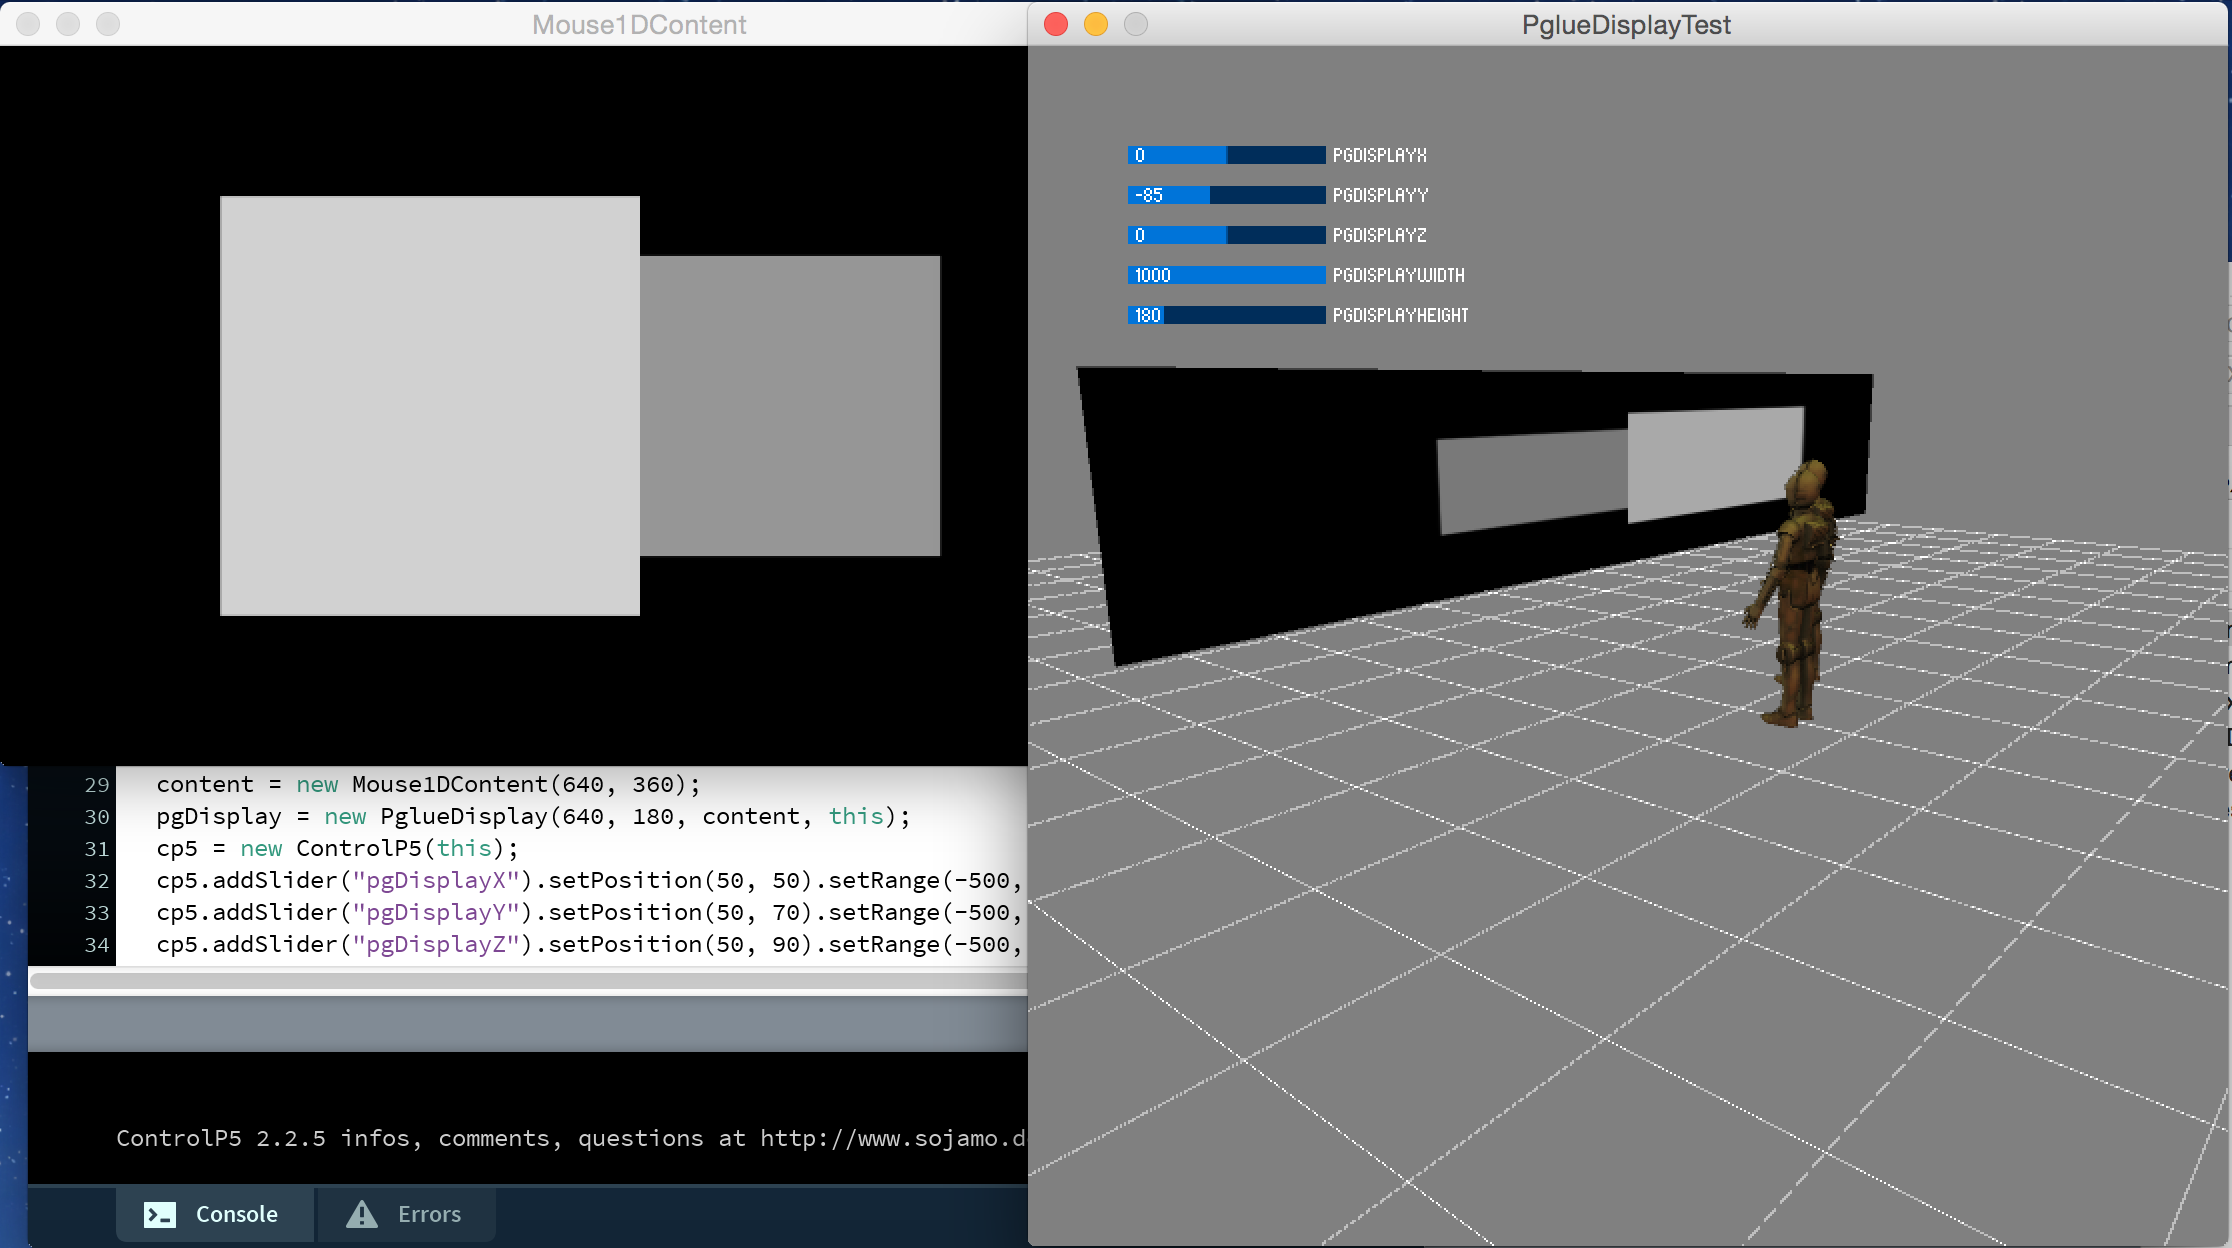 Mouse1DContent
PglueDisplayTest
0 PGDISPLAYX
-85 PGDISPLAYY
0 PGDISPLAYZ
1000 PGDISPLAYWIDTH
180 PGDISPLAYHEIGHT
29 content = new Mouse1DContent(640, 360);
30 pgDisplay = new PglueDisplay(640, 180, content, this);
31 cp5 = new ControlP5(this);
32 cp5.addSlider("pgDisplayX").setPosition(50, 50).setRange(-500,
33 cp5.addSlider("pgDisplayY").setPosition(50, 70).setRange(-500,
34 cp5.addSlider("pgDisplayZ").setPosition(50, 90).setRange(-500,
ControlP5 2.2.5 infos, comments, questions at http://www.sojamo.d
Console
Errors